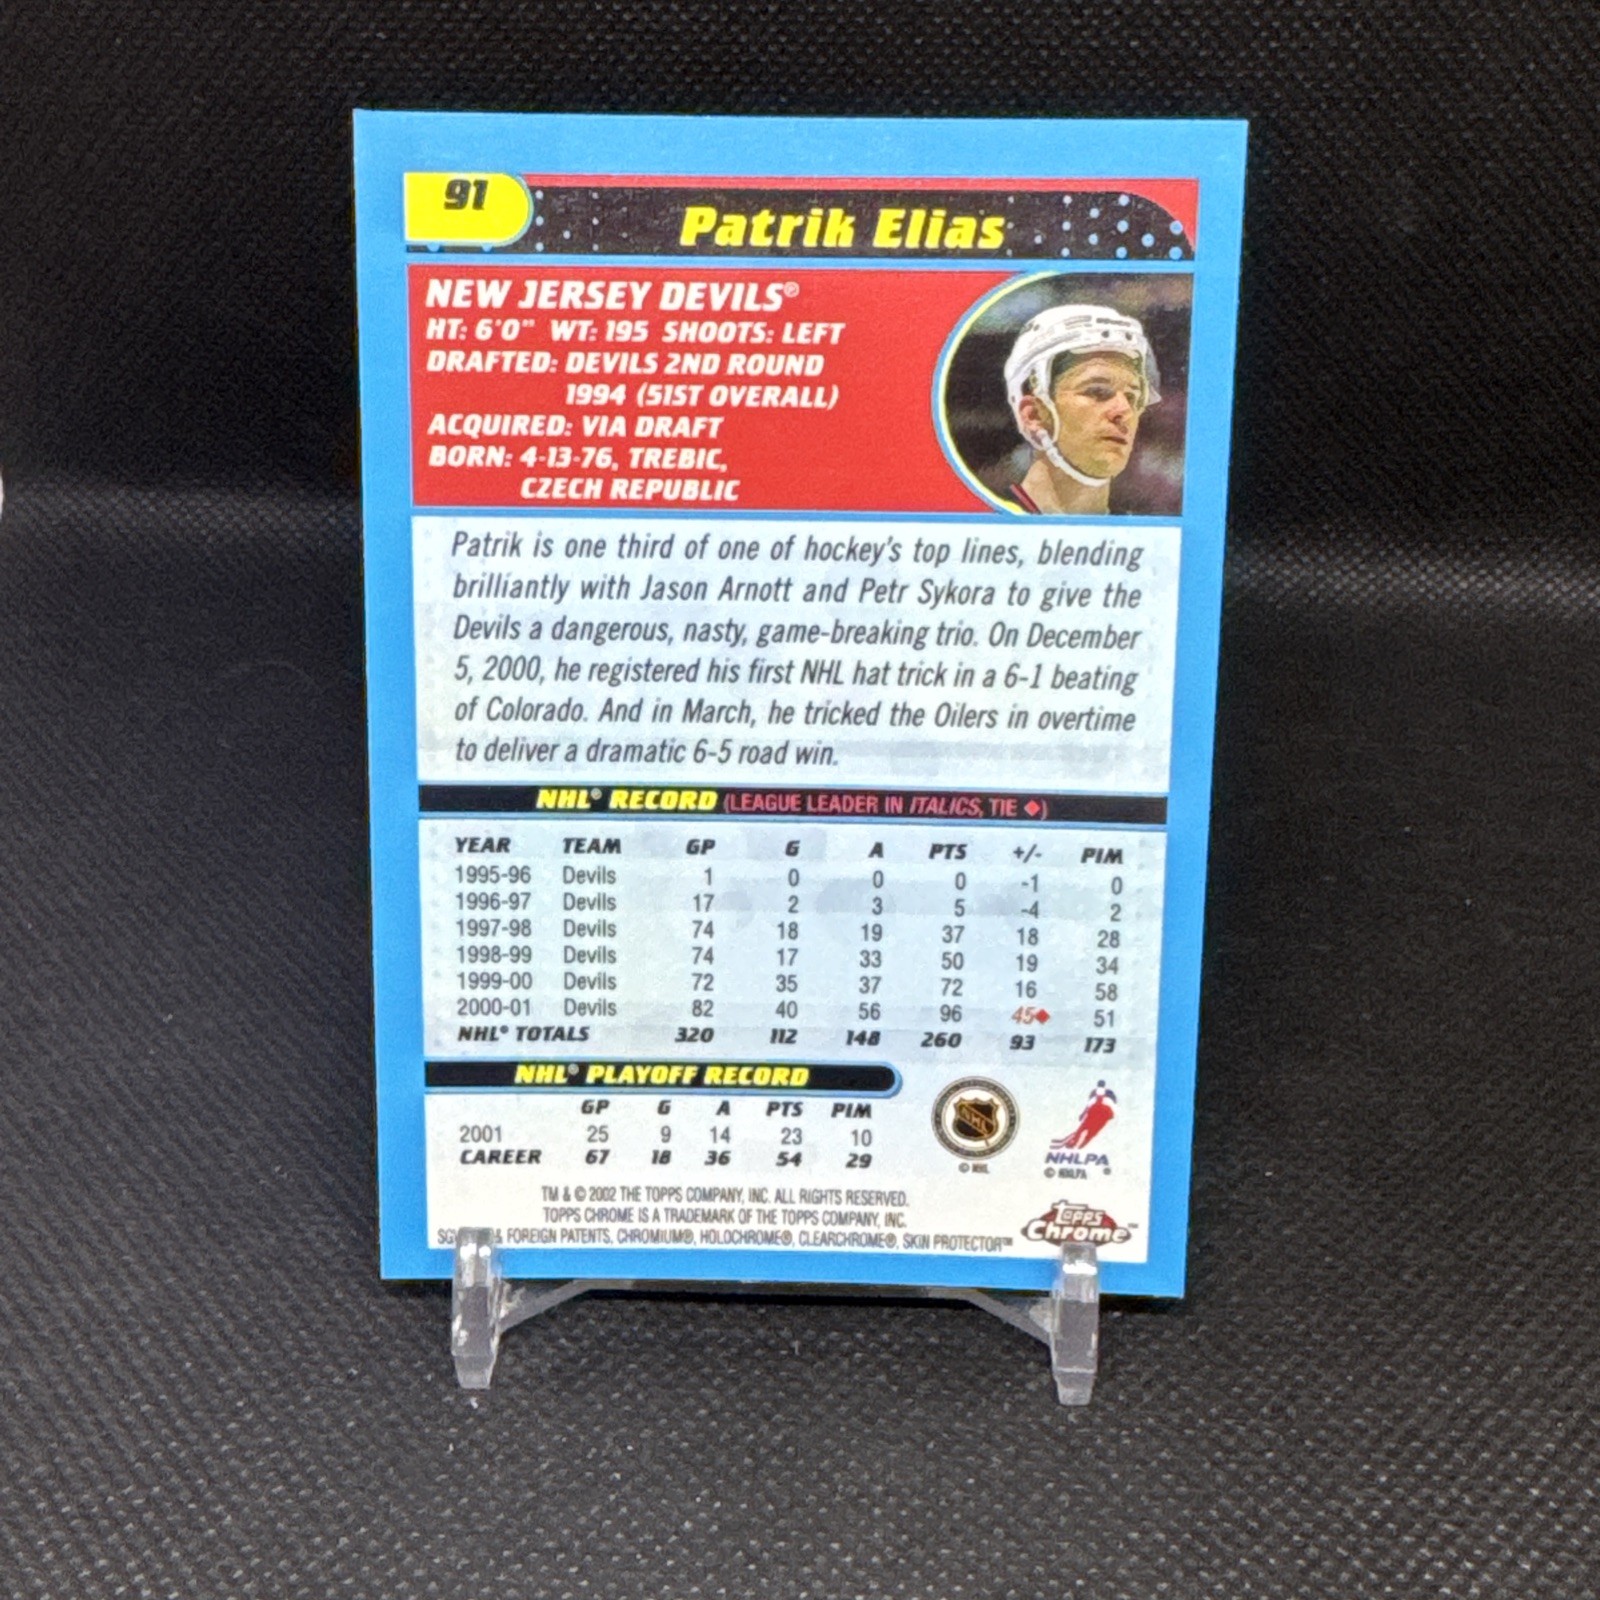 91
Patrik Elias
NEW JERSEY DEVILS®
HT: 6'0" WT: 195 SHOOTS: LEFT
DRAFTED: DEVILS 2ND ROUND
1994 (51ST OVERALL)
ACQUIRED: VIA DRAFT
BORN: 4-13-76, TREBIC,
CZECH REPUBLIC
Patrik is one third of one of hockey's top lines, blending
brilliantly with Jason Arnott and Petr Sykora to give the
Devils a dangerous, nasty, game-breaking trio. On December
5, 2000, he registered his first NHL hat trick in a 6-1 beating
of Colorado. And in March, he tricked the Oilers in overtime
to deliver a dramatic 6-5 road win.
NHL® RECORD (LEAGUE LEADER IN ITALICS, TIE ◆)
YEAR TEAM GP G A PTS +/- PIM
1995-96 Devils 1 0 0 0 -1 0
1996-97 Devils 17 2 3 5 -4 2
1997-98 Devils 74 18 19 37 18 28
1998-99 Devils 74 17 33 50 19 34
1999-00 Devils 72 35 37 72 16 58
2000-01 Devils 82 40 56 96 45◆ 51
NHL® TOTALS 320 112 148 260 93 173
NHL® PLAYOFF RECORD
GP G A PTS PIM
2001 25 9 14 23 10
CAREER 67 18 36 54 29
NHL
© NHL
NHLPA
© NHLPA ®
TM & © 2002 THE TOPPS COMPANY, INC. ALL RIGHTS RESERVED.
TOPPS CHROME IS A TRADEMARK OF THE TOPPS COMPANY, INC.
& FOREIGN PATENTS, CHROMIUM®, HOLOCHROME®, CLEARCHROME®, SKIN PROTECTOR™
Topps
Chrome™